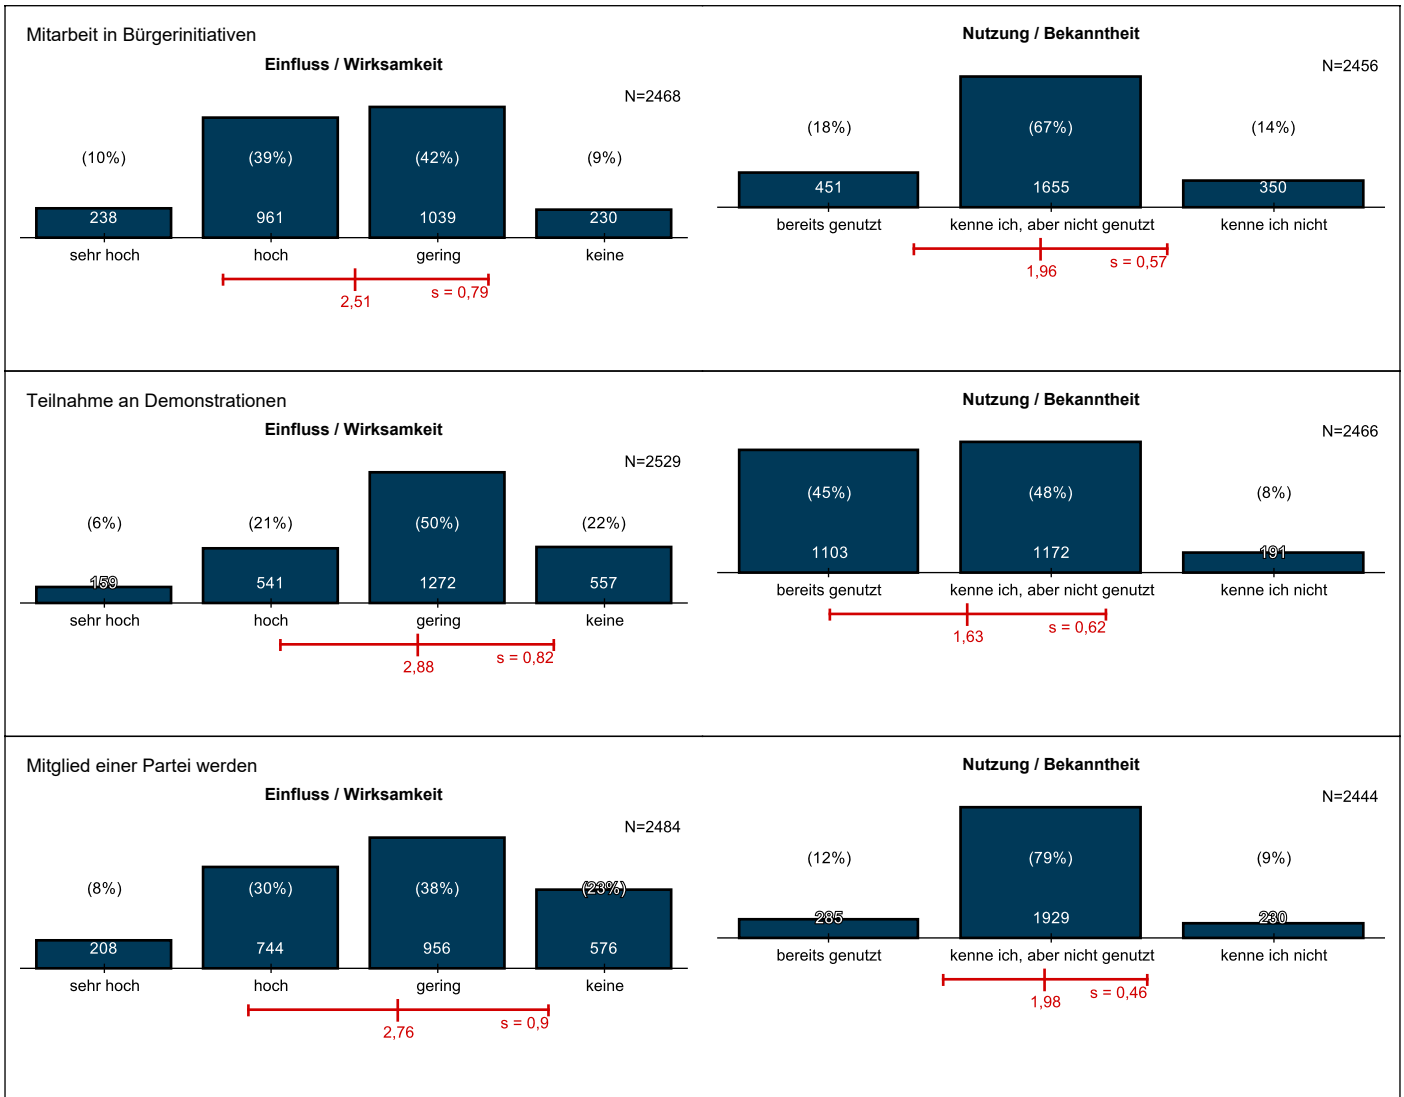 Mitarbeit in Bürgerinitiativen
Einfluss / Wirksamkeit
N=2468
(10%) (39%) (42%) (9%)
238 961 1039 230
sehr hoch hoch gering keine
2,51 s = 0,79
Nutzung / Bekanntheit
N=2456
(18%) (67%) (14%)
451 1655 350
bereits genutzt kenne ich, aber nicht genutzt kenne ich nicht
1,96 s = 0,57
Teilnahme an Demonstrationen
Einfluss / Wirksamkeit
N=2529
(6%) (21%) (50%) (22%)
159 541 1272 557
sehr hoch hoch gering keine
2,88 s = 0,82
Nutzung / Bekanntheit
N=2466
(45%) (48%) (8%)
1103 1172 191
bereits genutzt kenne ich, aber nicht genutzt kenne ich nicht
1,63 s = 0,62
Mitglied einer Partei werden
Einfluss / Wirksamkeit
N=2484
(8%) (30%) (38%) (23%)
208 744 956 576
sehr hoch hoch gering keine
2,76 s = 0,9
Nutzung / Bekanntheit
N=2444
(12%) (79%) (9%)
285 1929 230
bereits genutzt kenne ich, aber nicht genutzt kenne ich nicht
1,98 s = 0,46